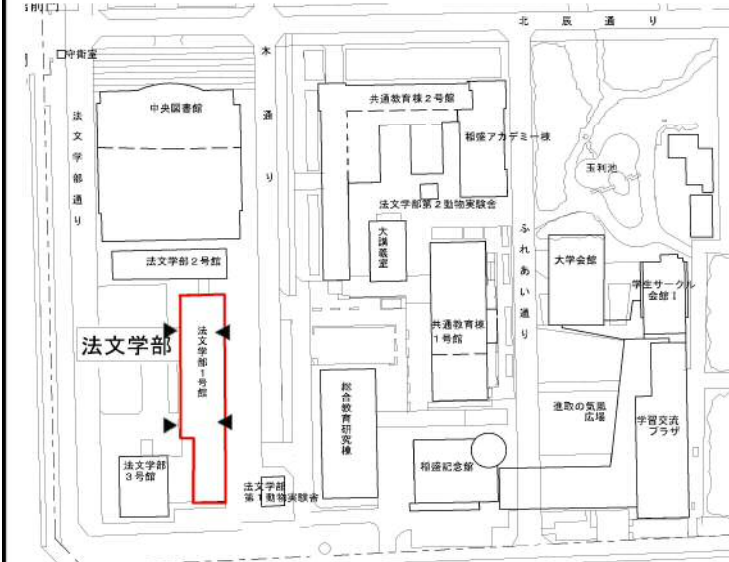 北辰通り
守衛室
木通り
法文学部通り
中央図書館
共通教育棟2号館
稲盛アカデミー棟
玉利池
法文学部第2動物実験舎
大講義室
ふれあい通り
大学会館
法文学部2号館
学生サークル
会館Ⅰ
法文学部1号館
法文学部
共通教育棟
1号館
総合教育研究棟
進取の気風
広場
学習交流
プラザ
法文学部
3号館
稲盛記念館
法文学部
第1動物実験舎